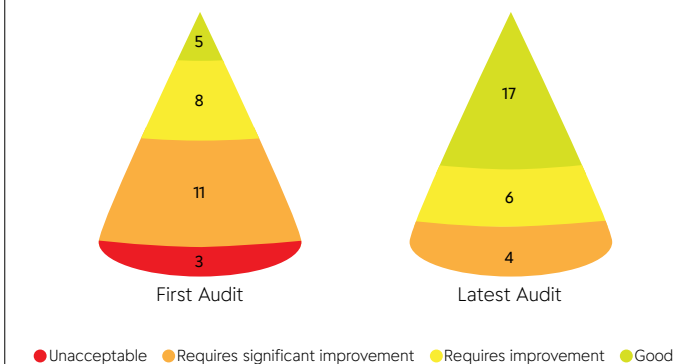 5
8
11
3
First Audit
17
6
4
Latest Audit
Unacceptable Requires significant improvement Requires improvement Good